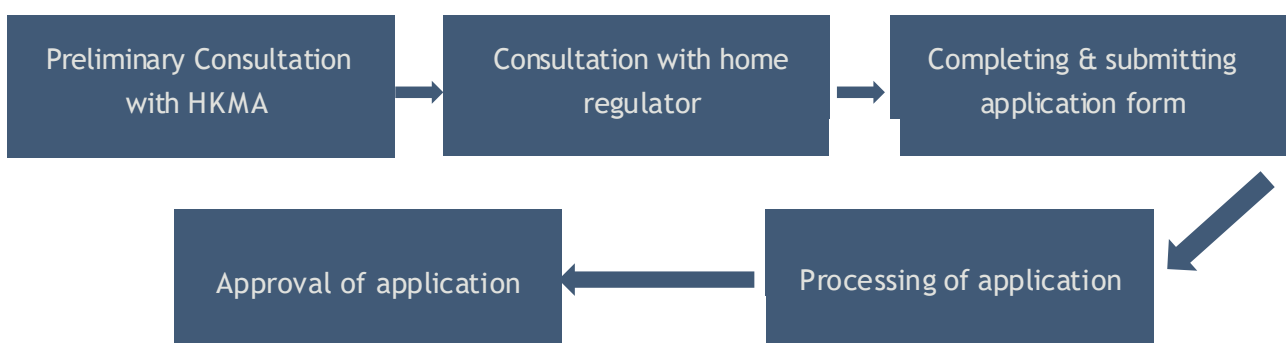 Preliminary Consultation
with HKMA
Consultation with home
regulator
Completing & submitting
application form
Processing of application
Approval of application